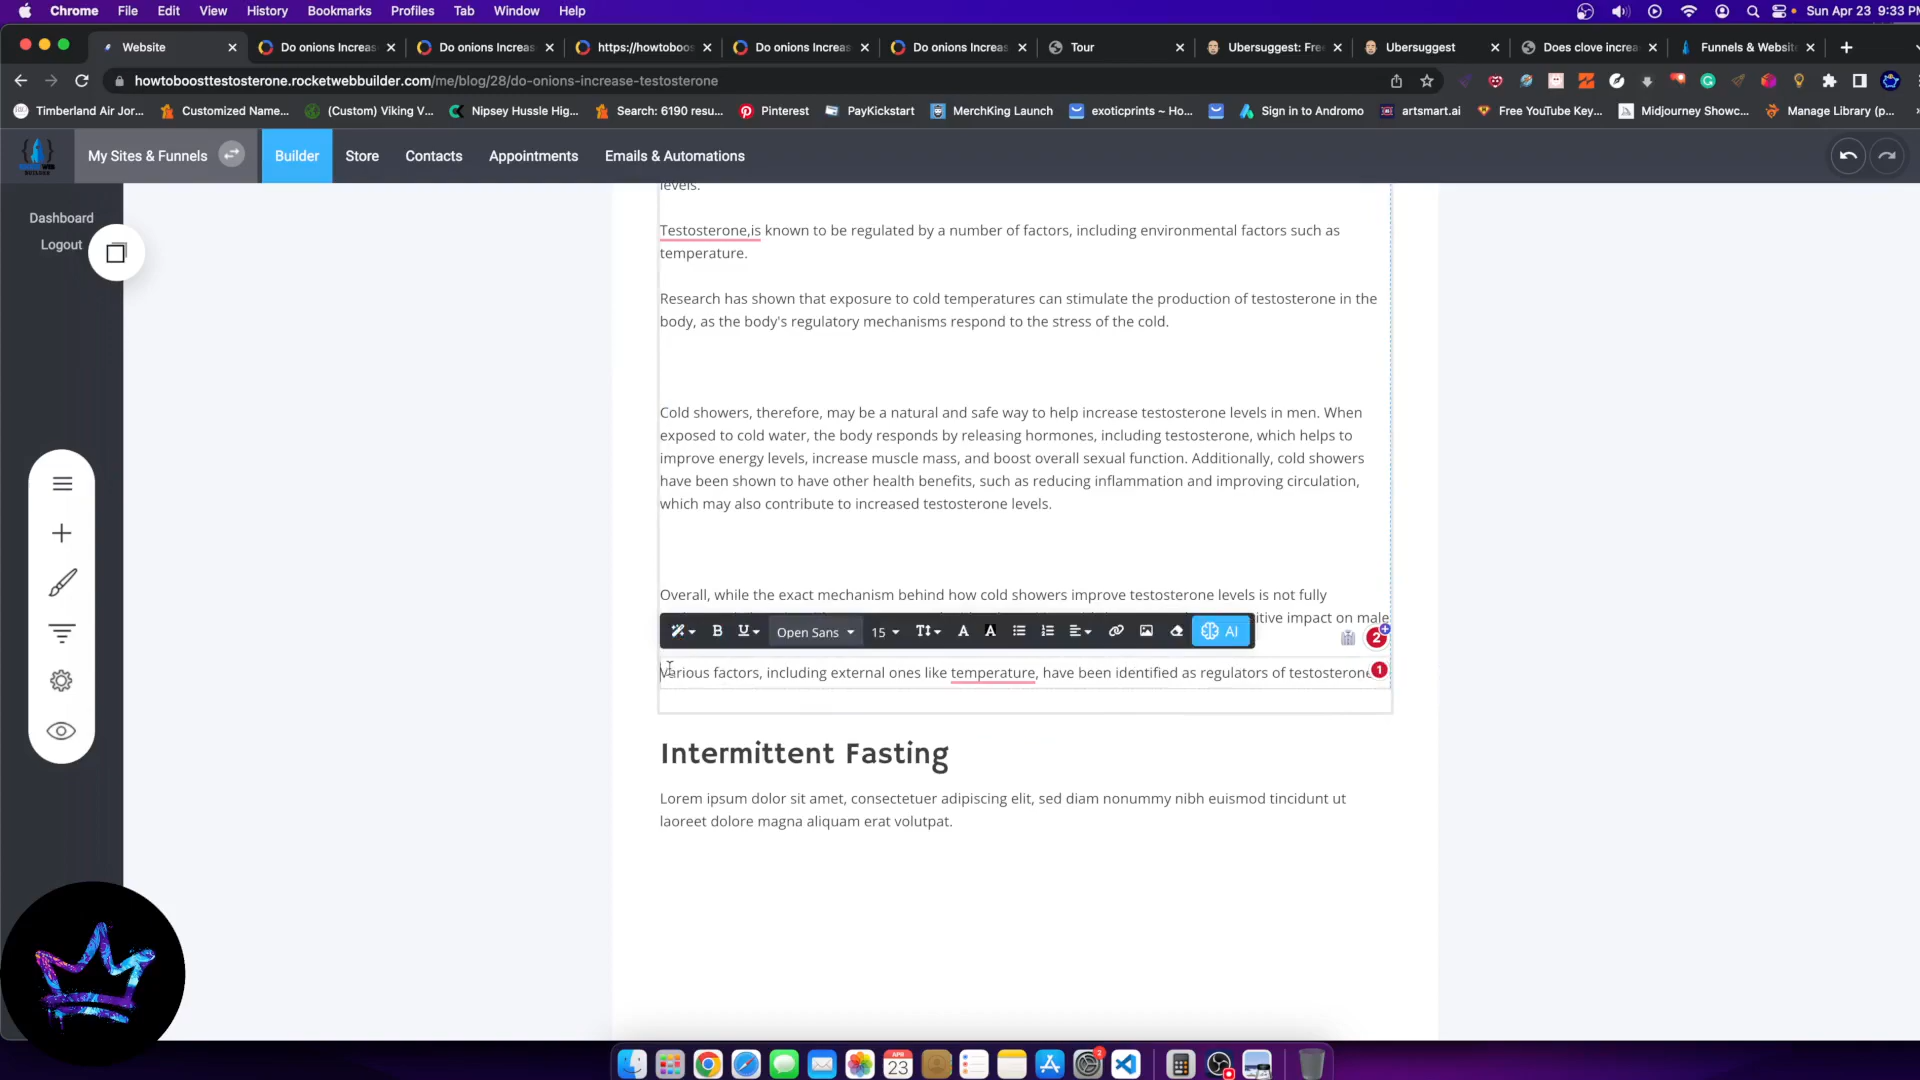 Chrome File Edit View History Bookmarks Profiles Tab Window Help Sun Apr 23 9:33 PM
Website Do onions Increas Do onions Increas https://howtoboos Do onions Increas Do onions Increas Tour Ubersuggest: Fre Ubersuggest Does clove increa Funnels & Websit
howtoboosttestosterone.rocketwebbuilder.com/me/blog/28/do-onions-increase-testosterone
Timberland Air Jor... Customized Name... (Custom) Viking V... Nipsey Hussle Hig... Search: 6190 resu... Pinterest PayKickstart MerchKing Launch exoticprints ~ Ho... Sign in to Andromo artsmart.ai Free YouTube Key... Midjourney Showc... Manage Library (p...
My Sites & Funnels Builder Store Contacts Appointments Emails & Automations
Dashboard
Logout
levels.
Testosterone,is known to be regulated by a number of factors, including environmental factors such as
temperature.
Research has shown that exposure to cold temperatures can stimulate the production of testosterone in the
body, as the body's regulatory mechanisms respond to the stress of the cold.
Cold showers, therefore, may be a natural and safe way to help increase testosterone levels in men. When
exposed to cold water, the body responds by releasing hormones, including testosterone, which helps to
improve energy levels, increase muscle mass, and boost overall sexual function. Additionally, cold showers
have been shown to have other health benefits, such as reducing inflammation and improving circulation,
which may also contribute to increased testosterone levels.
Overall, while the exact mechanism behind how cold showers improve testosterone levels is not fully
impact on male
B U Open Sans 15 A A AI
2
Various factors, including external ones like temperature, have been identified as regulators of testosterone
1
Intermittent Fasting
Lorem ipsum dolor sit amet, consectetuer adipiscing elit, sed diam nonummy nibh euismod tincidunt ut
laoreet dolore magna aliquam erat volutpat.
APR
23
2